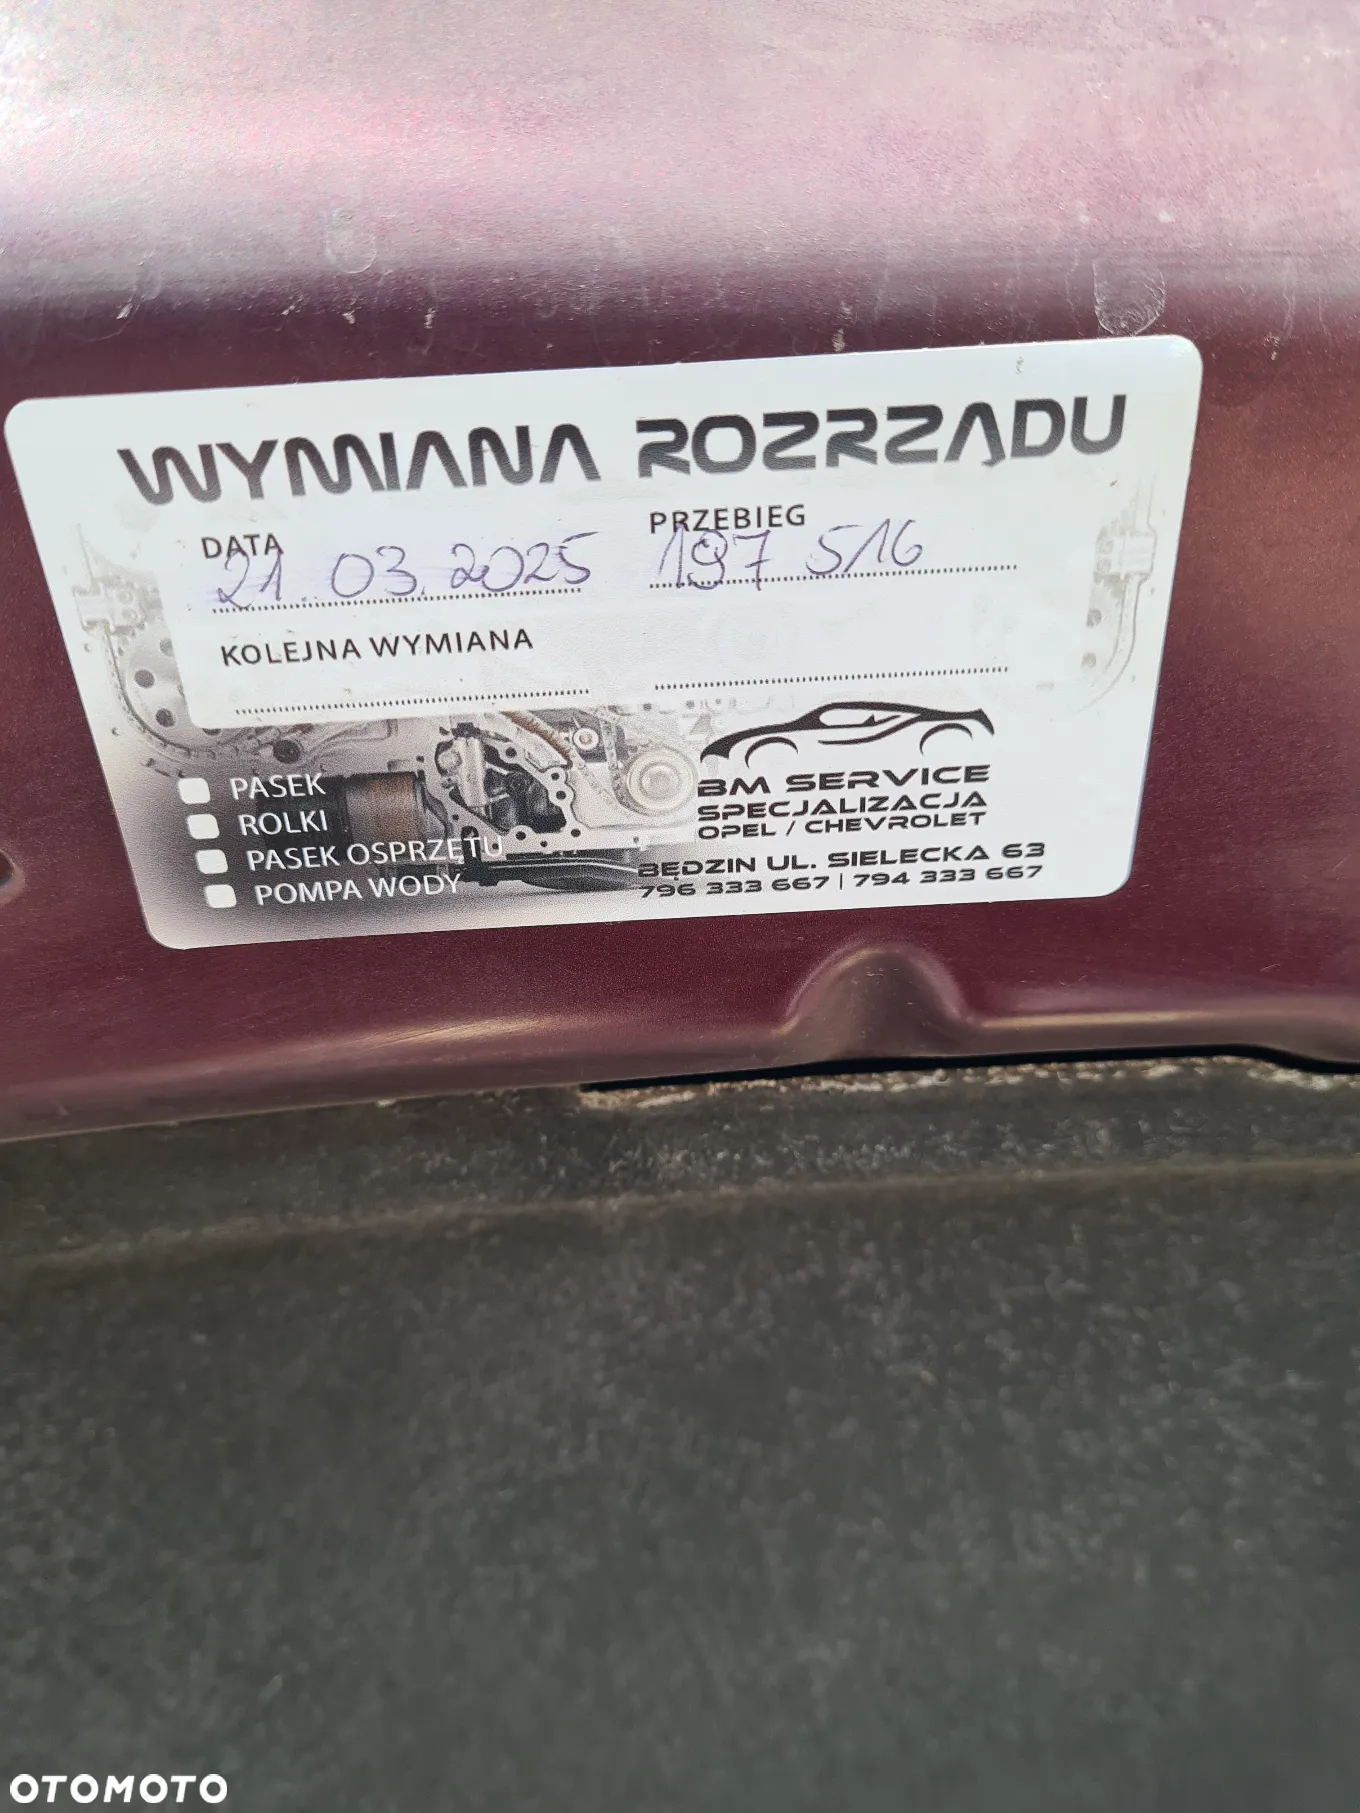 WYMIANA ROZRZĄDU
DATA PRZEBIEG
21.03.2025 197 516
KOLEJNA WYMIANA
PASEK
ROLKI
PASEK OSPRZĘTU
POMPA WODY
BM SERVICE
SPECJALIZACJA
OPEL / CHEVROLET
BĘDZIN UL. SIELECKA 63
796 333 667 | 794 333 667
OTOMOTO